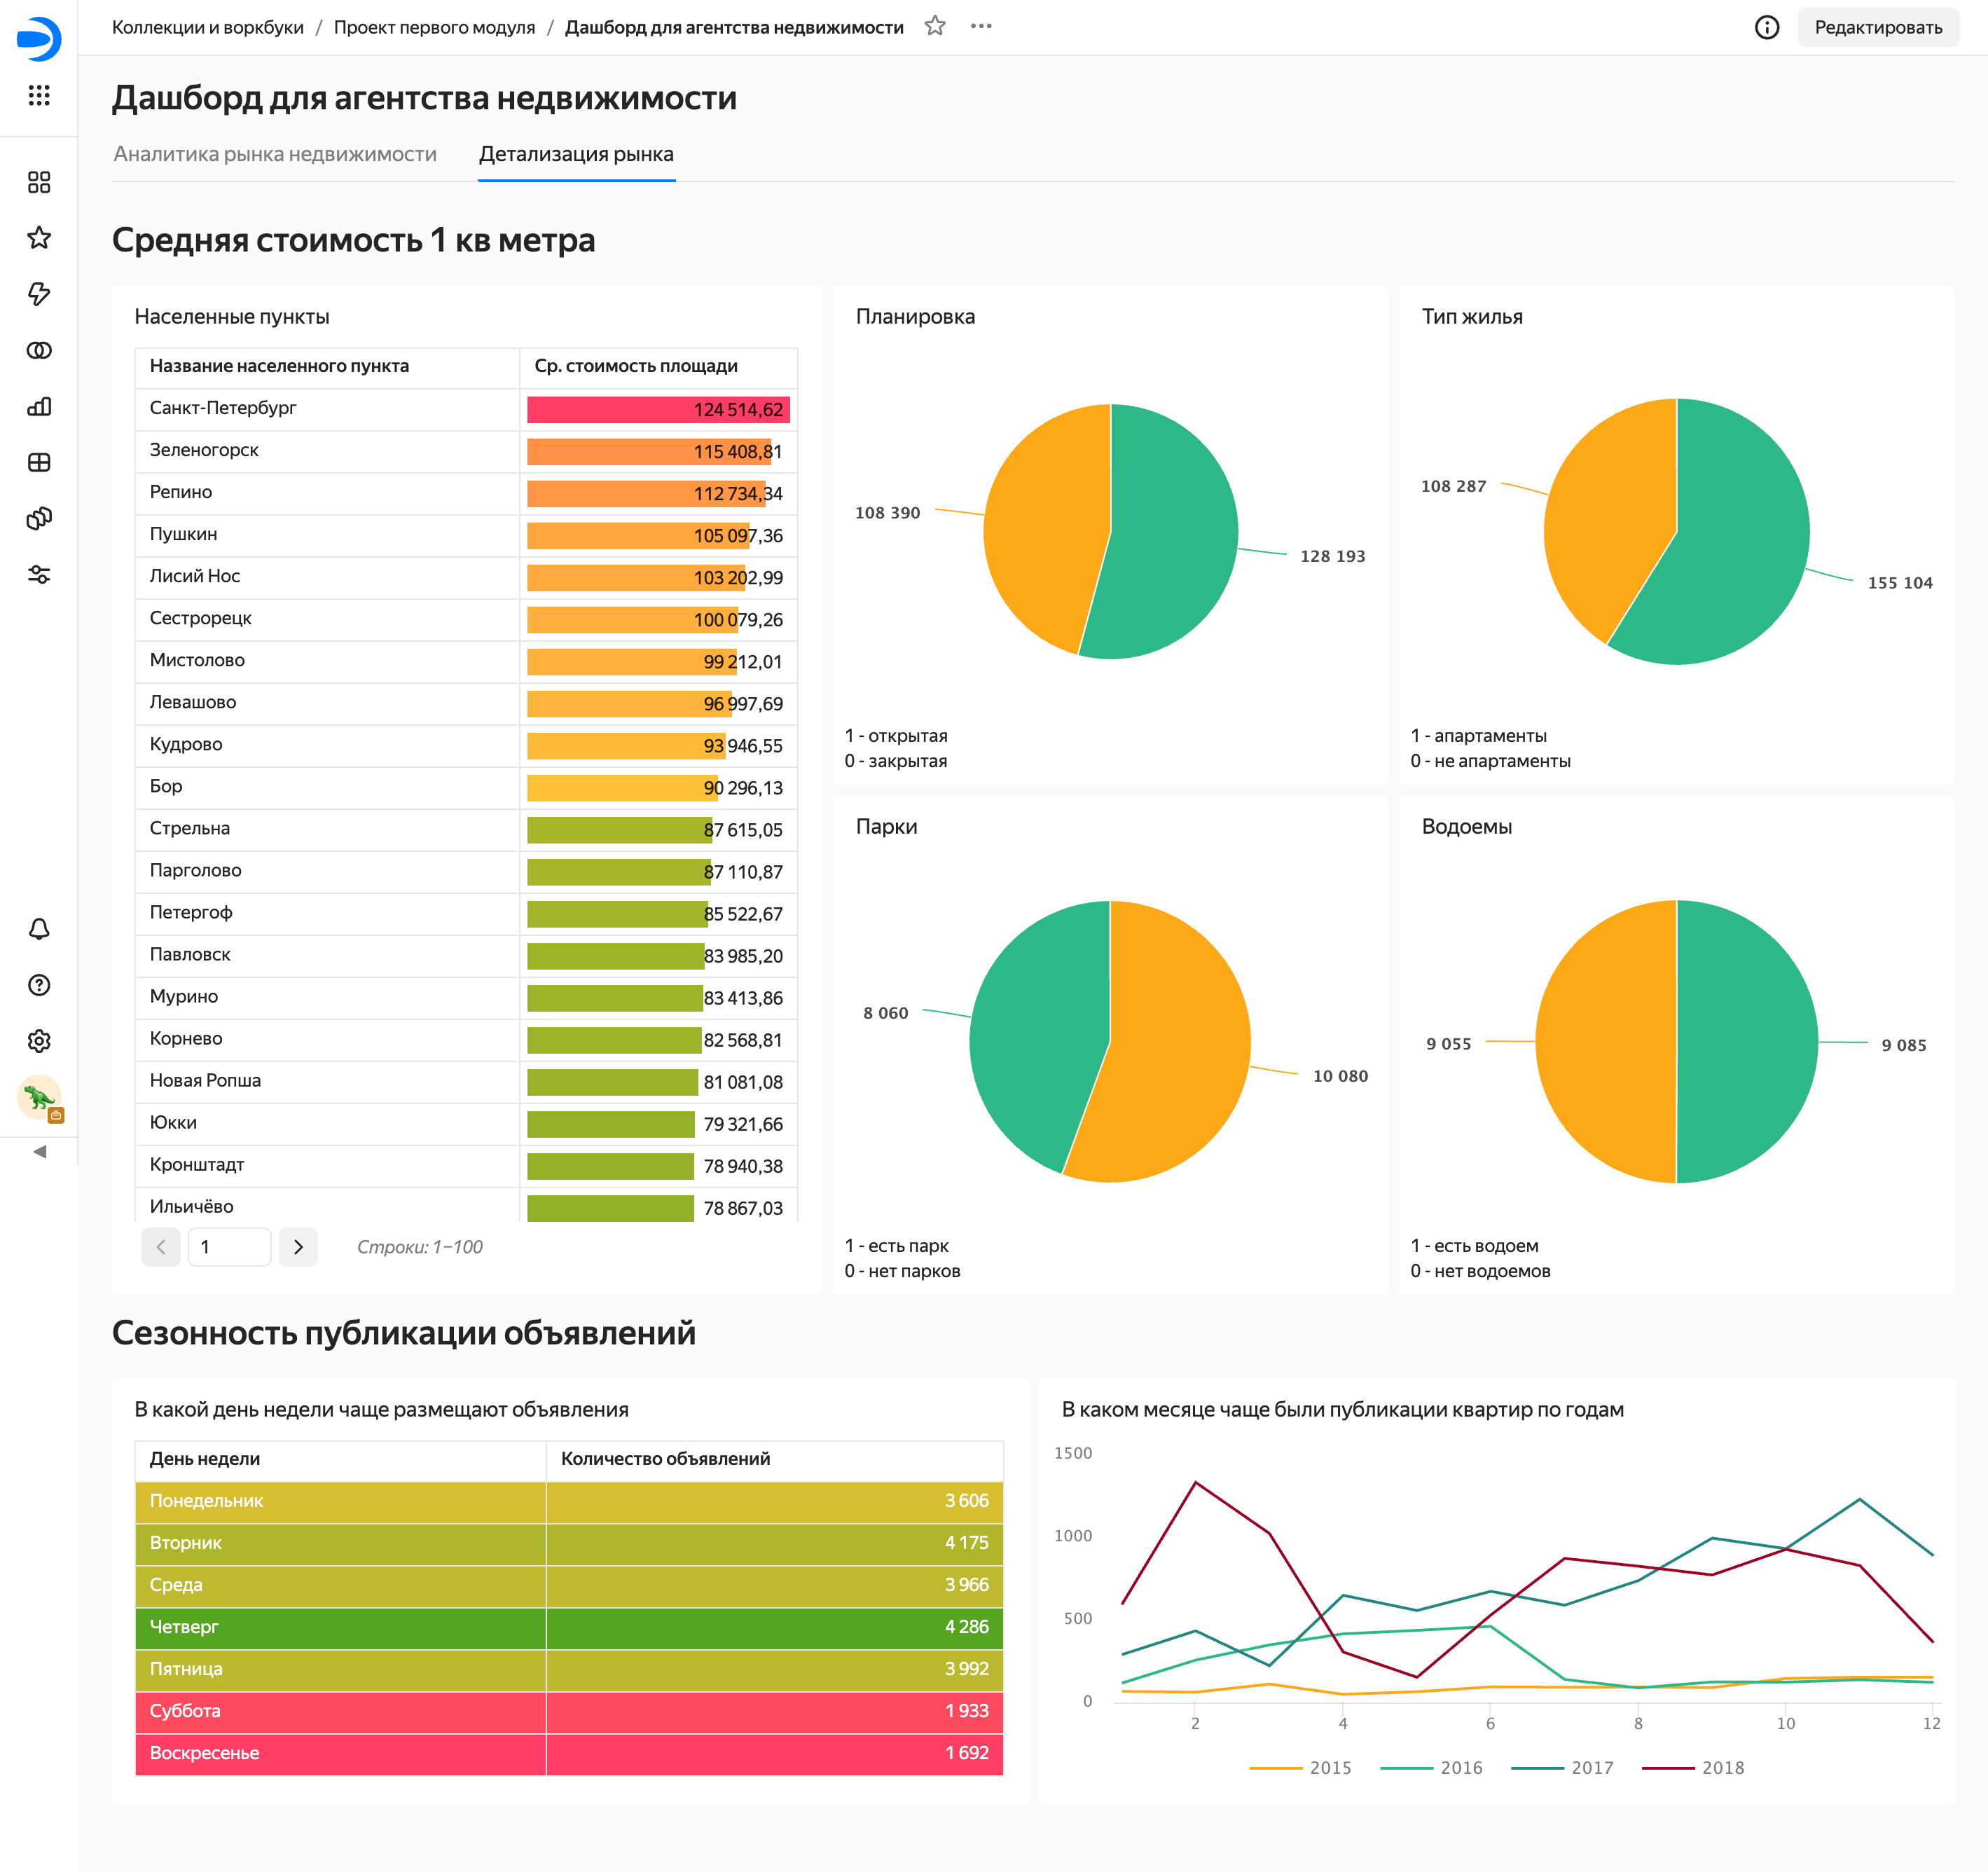 Коллекции и воркбуки / Проект первого модуля / Дашборд для агентства недвижимости
Редактировать
Дашборд для агентства недвижимости
Аналитика рынка недвижимости Детализация рынка
Средняя стоимость 1 кв метра
Населенные пункты
Название населенного пункта Ср. стоимость площади
Санкт-Петербург 124 514,62
Зеленогорск 115 408,81
Репино 112 734,34
Пушкин 105 097,36
Лисий Нос 103 202,99
Сестрорецк 100 079,26
Мистолово 99 212,01
Левашово 96 997,69
Кудрово 93 946,55
Бор 90 296,13
Стрельна 87 615,05
Парголово 87 110,87
Петергоф 85 522,67
Павловск 83 985,20
Мурино 83 413,86
Корнево 82 568,81
Новая Ропша 81 081,08
Юкки 79 321,66
Кронштадт 78 940,38
Ильичёво 78 867,03
1 Строки: 1–100
Планировка
108 390
128 193
1 - открытая
0 - закрытая
Тип жилья
108 287
155 104
1 - апартаменты
0 - не апартаменты
Парки
8 060
10 080
1 - есть парк
0 - нет парков
Водоемы
9 055
9 085
1 - есть водоем
0 - нет водоемов
Сезонность публикации объявлений
В какой день недели чаще размещают объявления
День недели Количество объявлений
Понедельник 3 606
Вторник 4 175
Среда 3 966
Четверг 4 286
Пятница 3 992
Суббота 1 933
Воскресенье 1 692
В каком месяце чаще были публикации квартир по годам
1500
1000
500
0
2 4 6 8 10 12
2015 2016 2017 2018